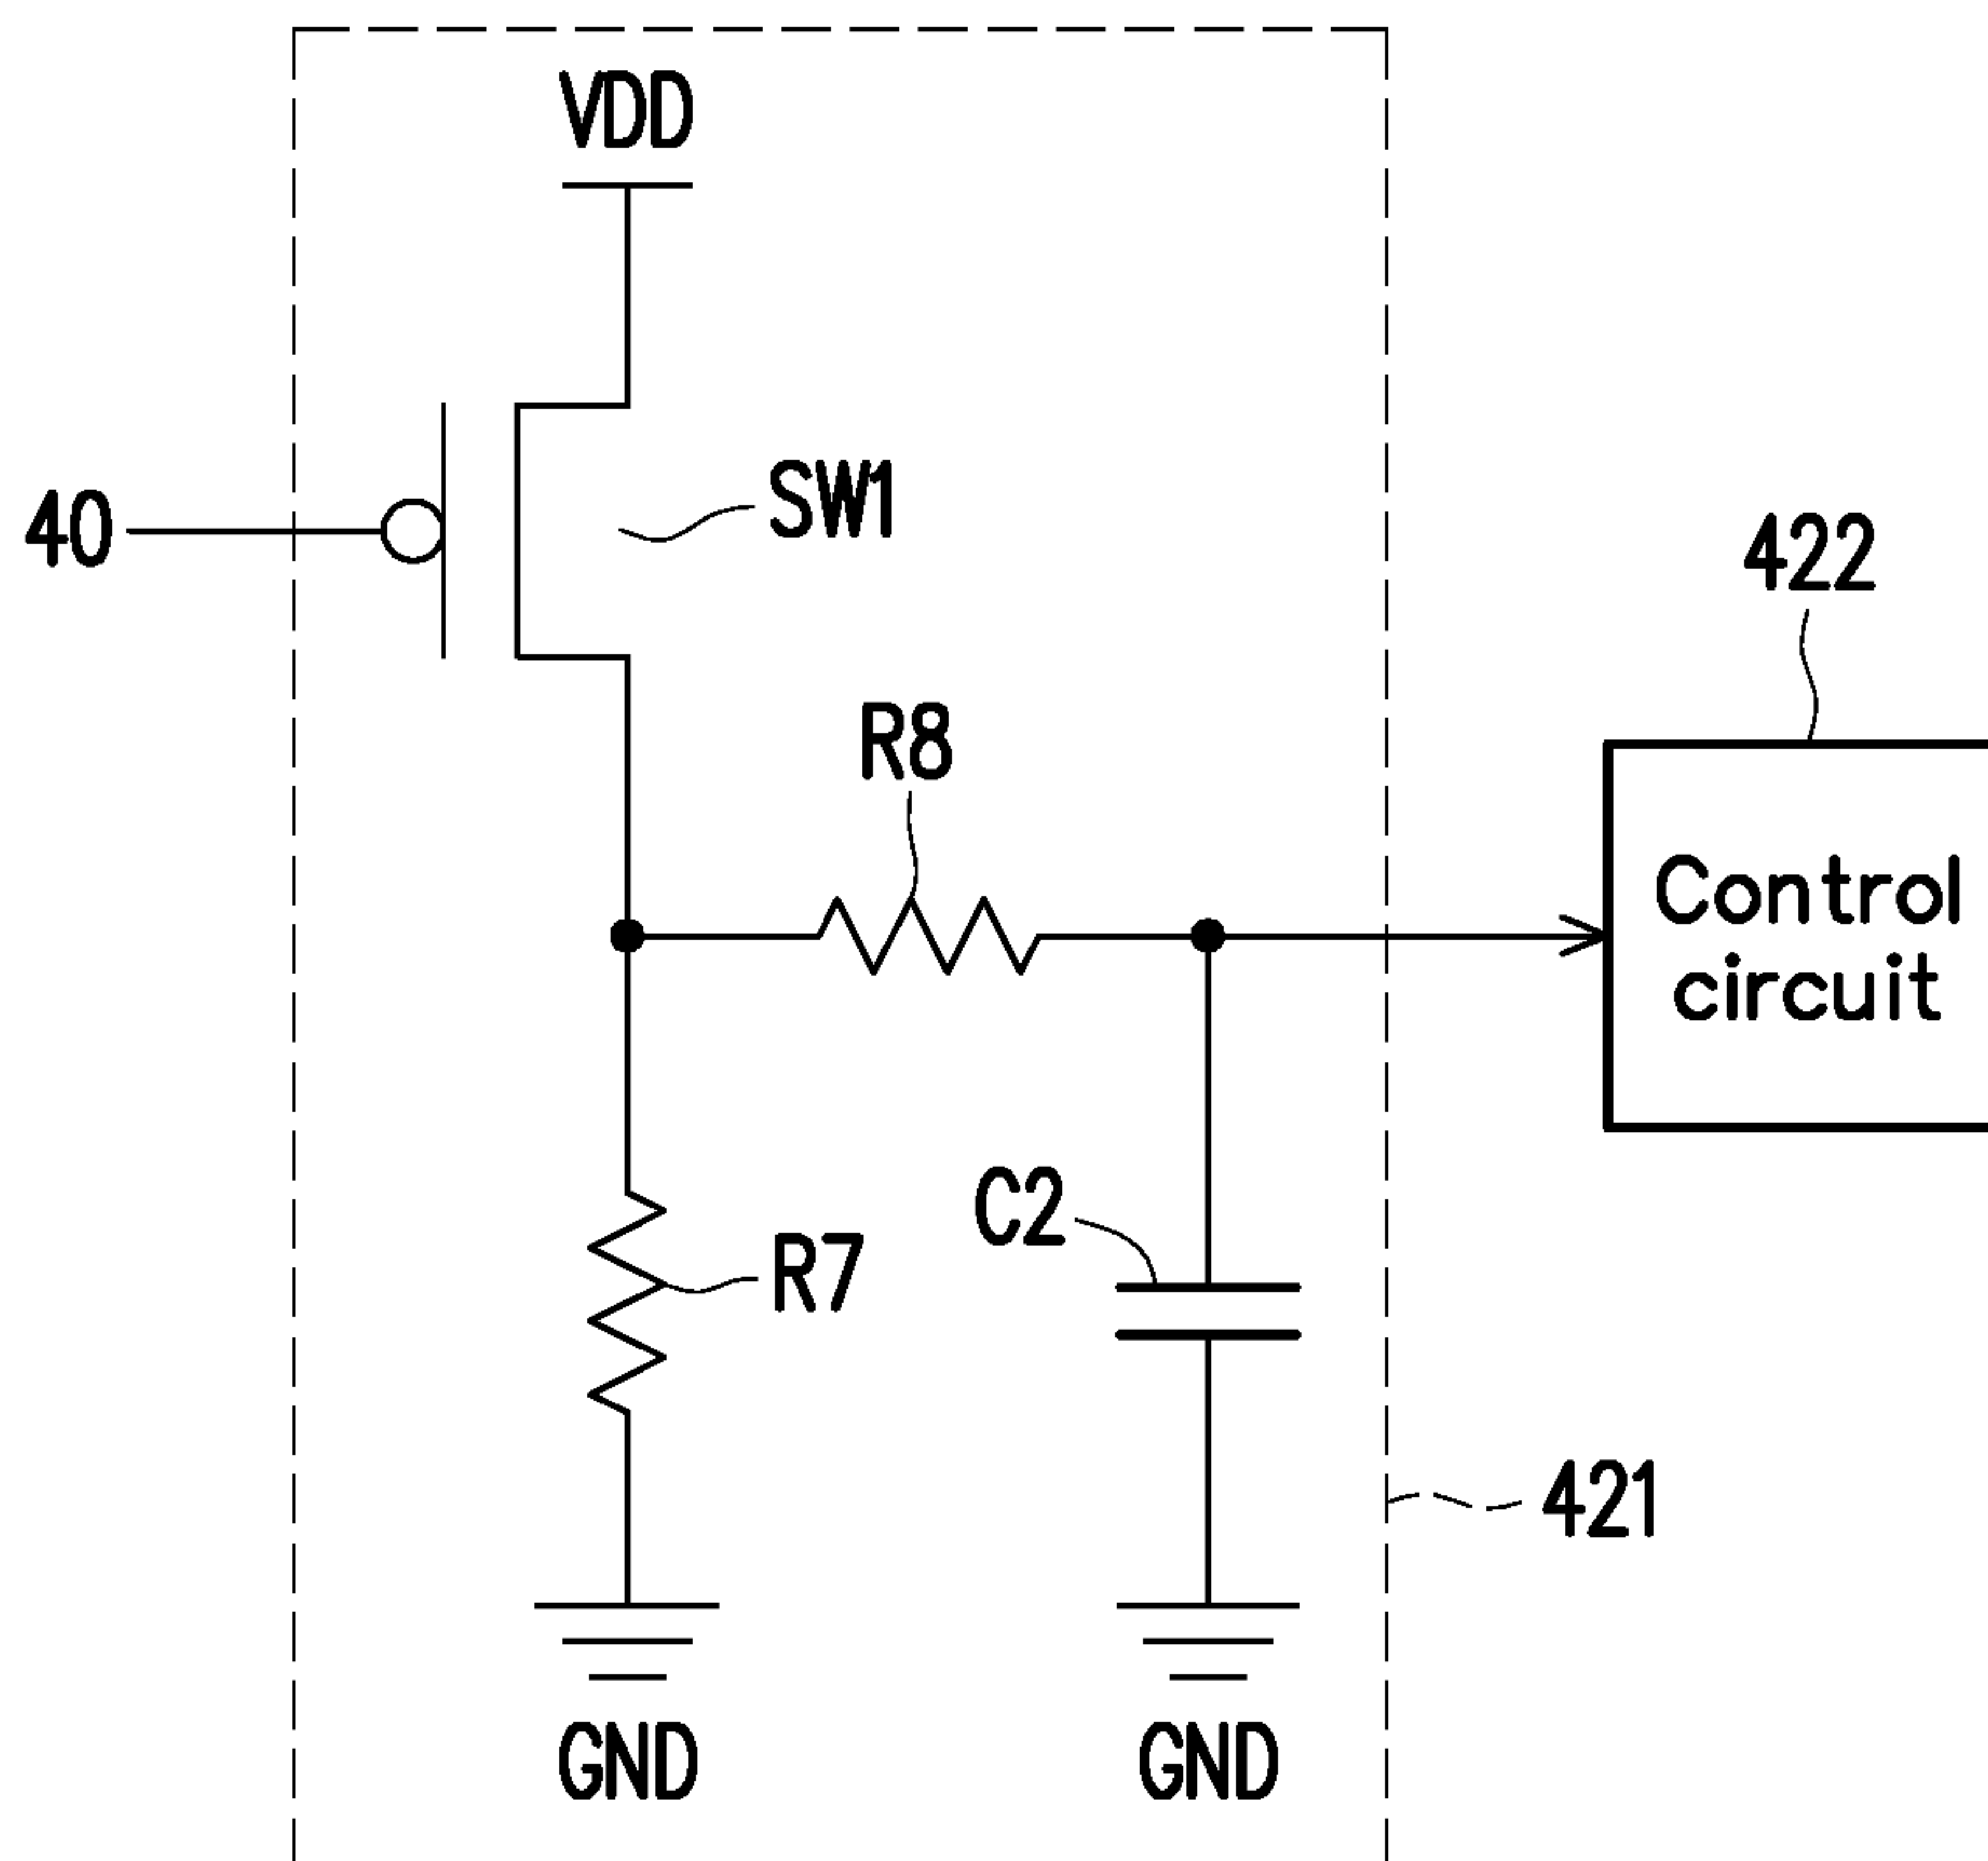 VDD
SW1
40
422
R8
Control
circuit
C2
R7
421
GND
GND